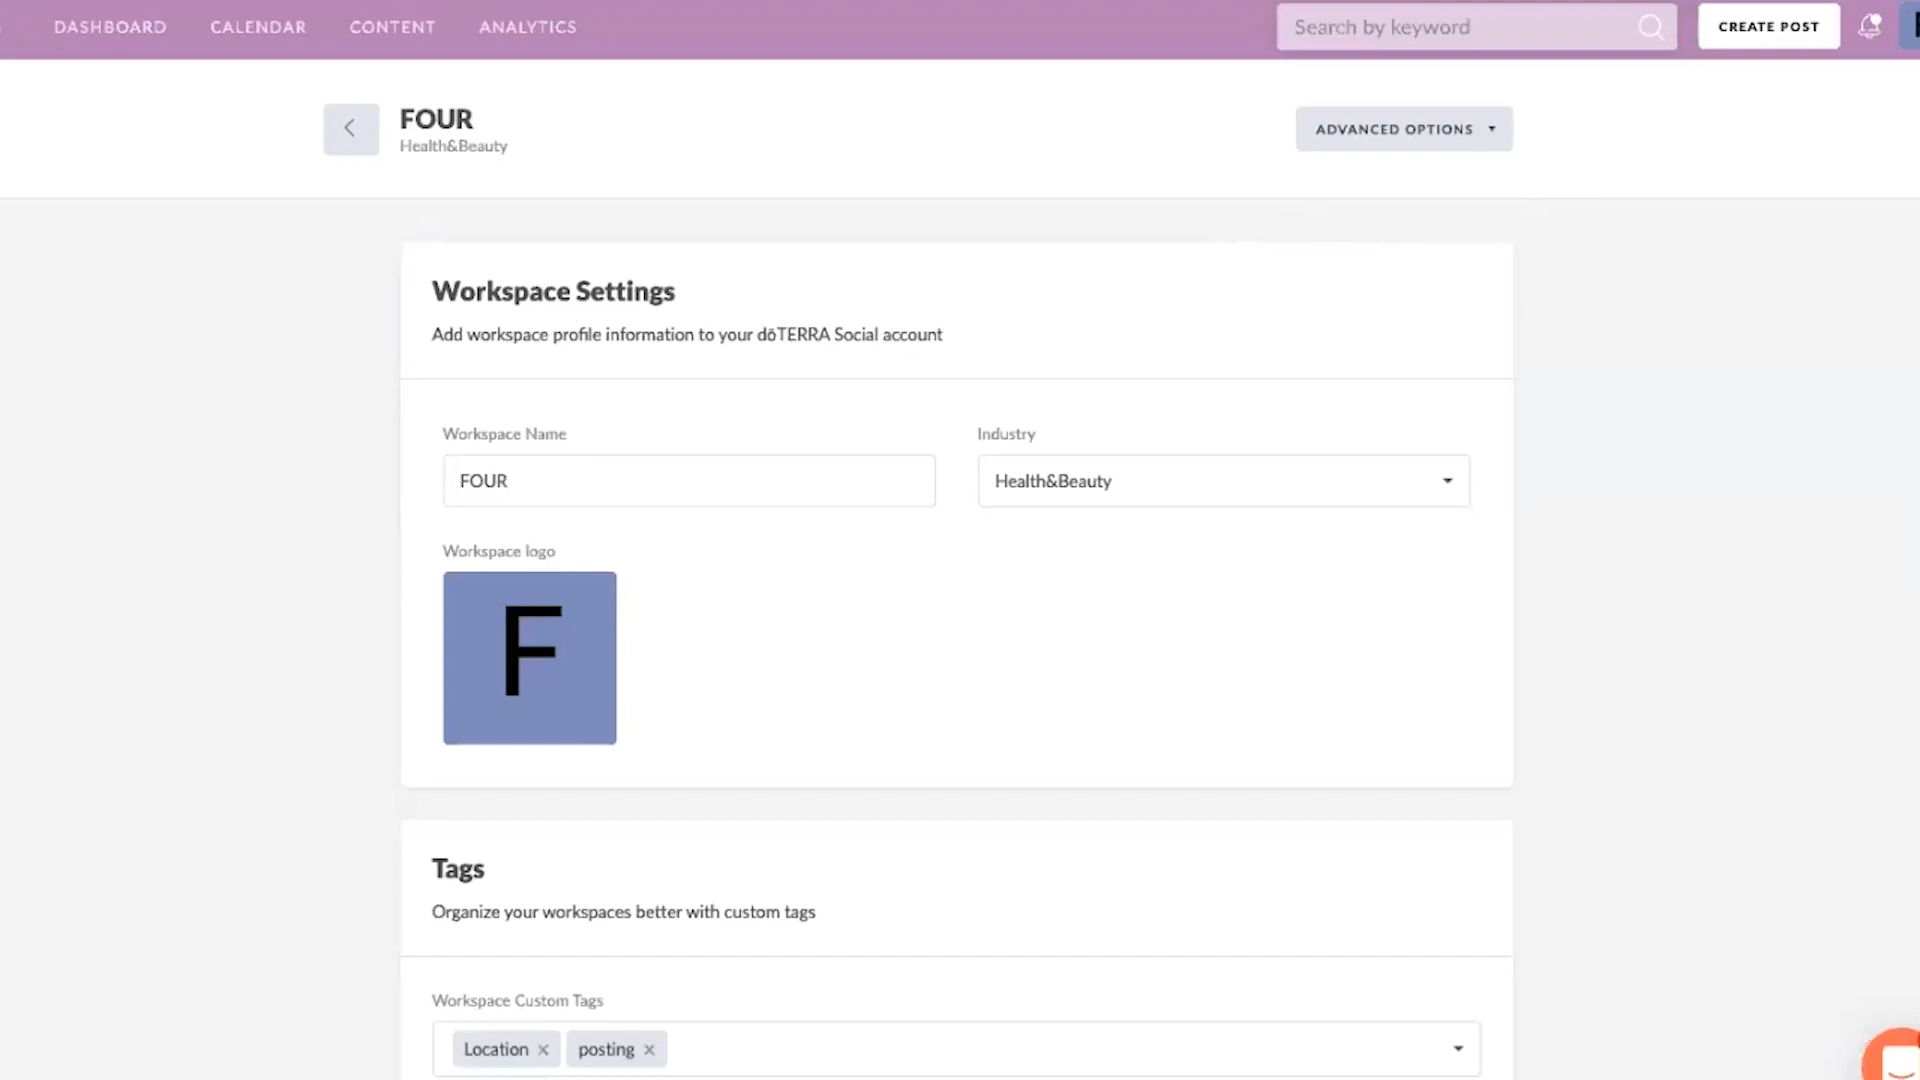 DASHBOARD CALENDAR CONTENT ANALYTICS Search by keyword CREATE POST
FOUR
Health&Beauty
ADVANCED OPTIONS
Workspace Settings
Add workspace profile information to your dōTERRA Social account
Workspace Name
Industry
FOUR
Health&Beauty
Workspace logo
F
Tags
Organize your workspaces better with custom tags
Workspace Custom Tags
Location × posting ×